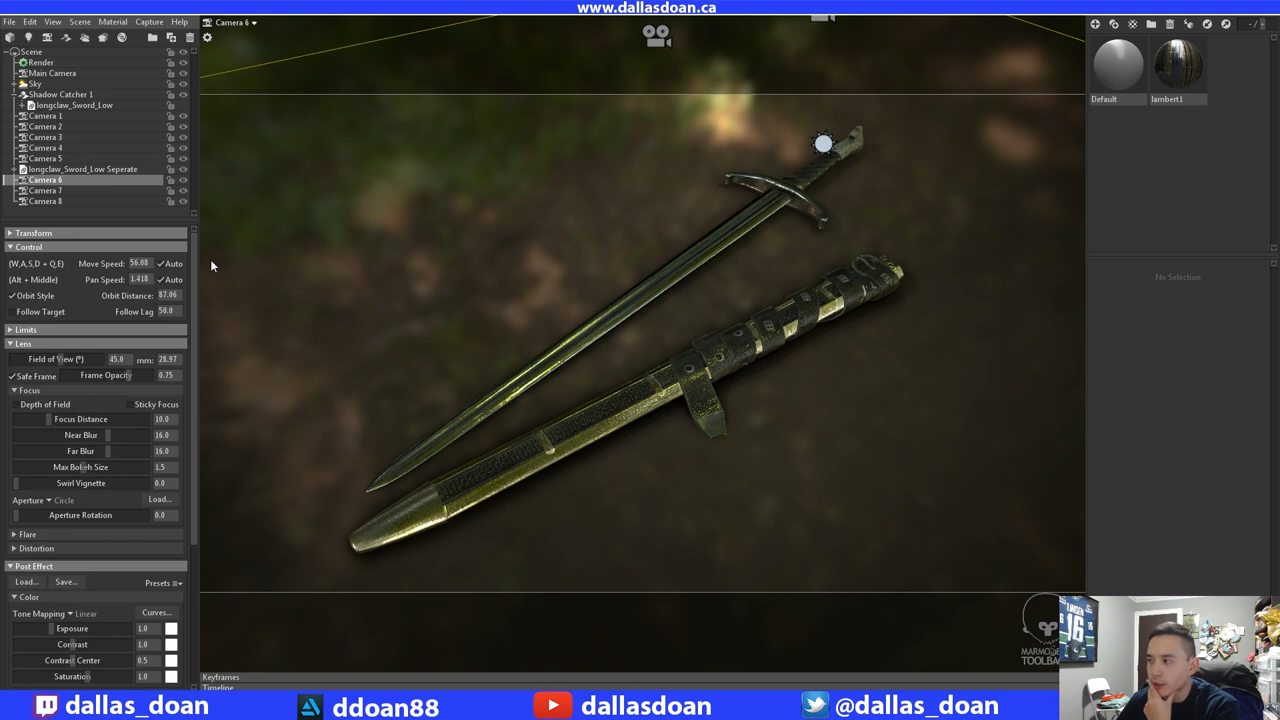 www.dallasdoan.ca
File Edit View Scene Material Capture Help
Camera 6
Scene
Render
Main Camera
Sky
Shadow Catcher 1
longclaw_Sword_Low
Camera 1
Camera 2
Camera 3
Camera 4
Camera 5
longclaw_Sword_Low Seperate
Camera 6
Camera 7
Camera 8
Transform
Control
(W,A,S,D + Q,E) Move Speed: 56.08 Auto
(Alt + Middle) Pan Speed: 1.418 Auto
Orbit Style Orbit Distance: 87.06
Follow Target Follow Lag 50.0
Limits
Lens
Field of View (°) 45.0 mm: 28.97
Safe Frame Frame Opacity 0.75
Focus
Depth of Field Sticky Focus
Focus Distance 10.0
Near Blur 16.0
Far Blur 16.0
Max Bokeh Size 1.5
Swirl Vignette 0.0
Aperture Circle Load...
Aperture Rotation 0.0
Flare
Distortion
Post Effect
Load... Save... Presets
Color
Tone Mapping Linear Curves...
Exposure 1.0
Contrast 1.0
Contrast Center 0.5
Saturation 1.0
Keyframes
Timeline
Default lambert1
No Selection
16
dallas_doan ddoan88 dallasdoan @dallas_doan